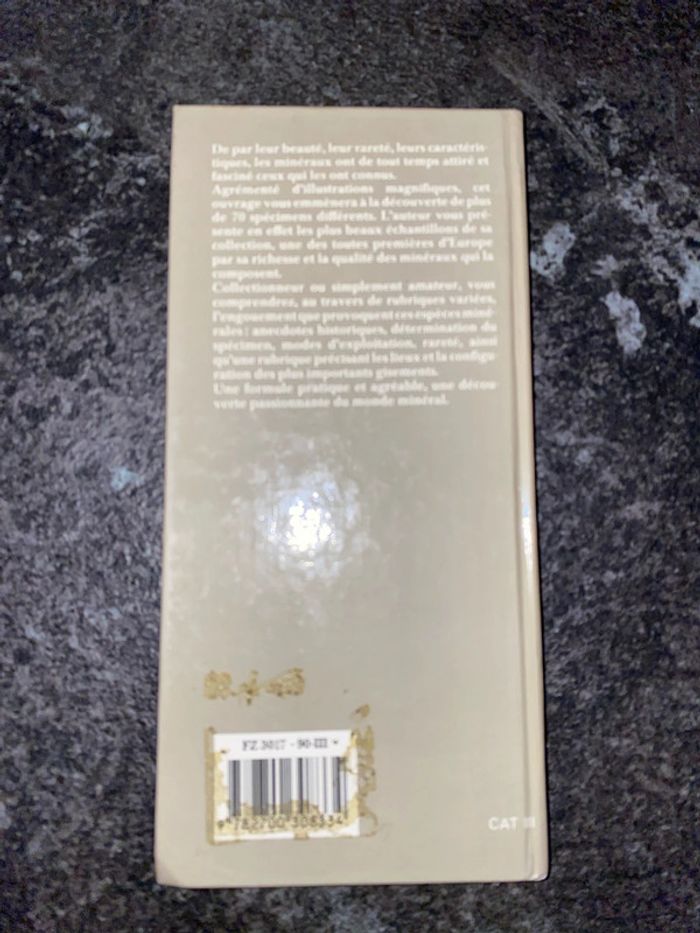 De par leur beauté, leur rareté, leurs caractéris-
tiques, les minéraux ont de tout temps attiré et
fasciné ceux qui les ont connus.
Agrémenté d'illustrations magnifiques, cet
ouvrage vous emmènera à la découverte de plus
de 70 spécimens différents. L'auteur vous pré-
sente en effet les plus beaux échantillons de sa
collection, une des toutes premières d'Europe
par sa richesse et la qualité des minéraux qui la
composent.
Collectionneur ou simplement amateur, vous
comprendrez, au travers de rubriques variées,
l'engouement que provoquent ces espèces miné-
rales : anecdotes historiques, détermination du
spécimen, modes d'exploitation, rareté, ainsi
qu'une rubrique précisant les lieux et la configu-
ration des plus importants gisements.
Une formule pratique et agréable, une décou-
verte passionnante du monde minéral.
FZ 3017 - 90-III
9 782700 308334
CAT III